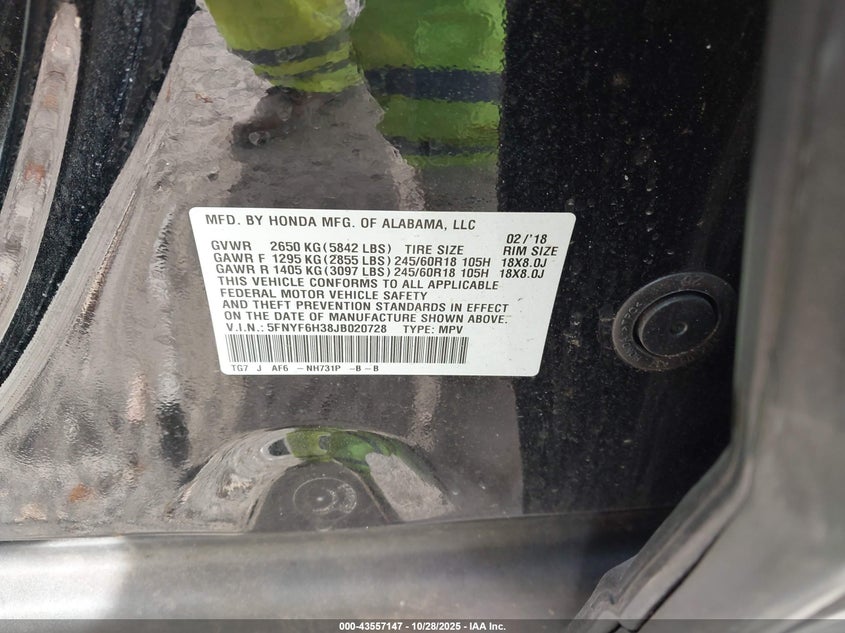 MFD. BY HONDA MFG. OF ALABAMA, LLC
02/'18
GVWR 2650 KG (5842 LBS) TIRE SIZE RIM SIZE
GAWR F 1295 KG (2855 LBS) 245/60R18 105H 18X8.0J
GAWR R 1405 KG (3097 LBS) 245/60R18 105H 18X8.0J
THIS VEHICLE CONFORMS TO ALL APPLICABLE
FEDERAL MOTOR VEHICLE SAFETY
AND THEFT PREVENTION STANDARDS IN EFFECT
ON THE DATE OF MANUFACTURE SHOWN ABOVE.
V.I.N.: 5FNYF6H38JB020728 TYPE: MPV
TG7 J AF6 -NH731P -B -B
000-43557147 | 10/28/2025 - IAA Inc.